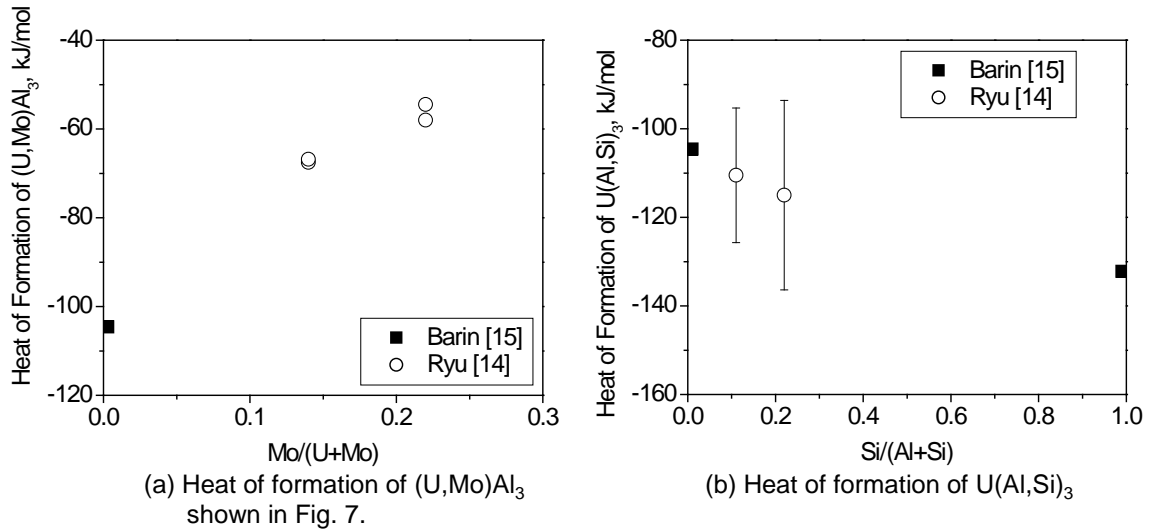 -40
-60
-80
-100
-120
0.0
0.1
0.2
0.3
Heat of Formation of (U,Mo)Al3, kJ/mol
Mo/(U+Mo)
Barin [15]
Ryu [14]
(a) Heat of formation of (U,Mo)Al3
shown in Fig. 7.
-80
-100
-120
-140
-160
0.0
0.2
0.4
0.6
0.8
1.0
Heat of Formation of U(Al,Si)3, kJ/mol
Si/(Al+Si)
Barin [15]
Ryu [14]
(b) Heat of formation of U(Al,Si)3